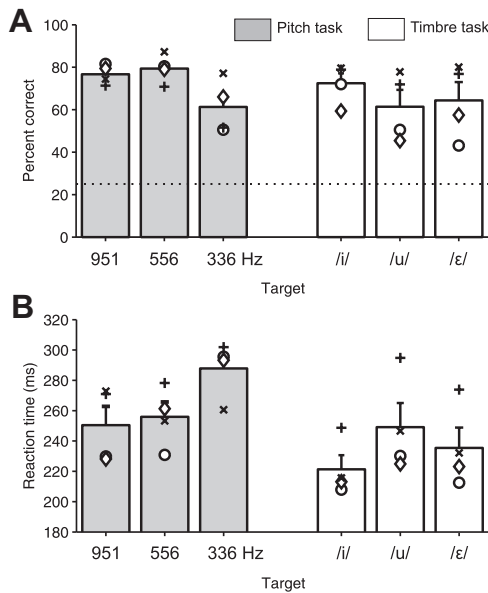 A
Pitch task
Timbre task
Percent correct
100
80
60
40
20
0
951 556 336 Hz /i/ /u/ /ε/
Target
B
Reaction time (ms)
320
300
280
260
240
220
200
180
951 556 336 Hz /i/ /u/ /ε/
Target